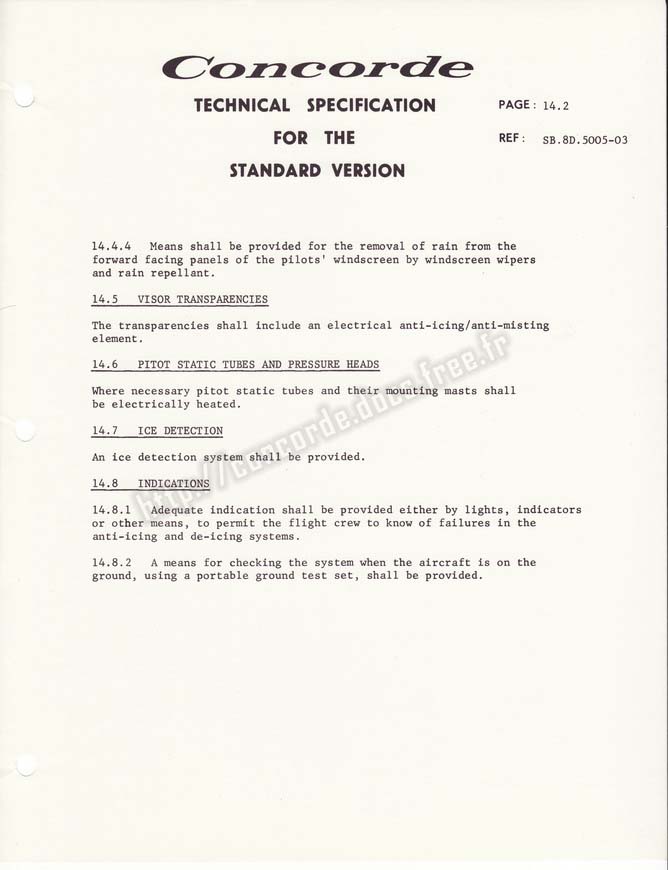 Concorde
TECHNICAL SPECIFICATION
FOR THE
STANDARD VERSION
PAGE: 14.2
REF: SB.8D.5005-03
14.4.4 Means shall be provided for the removal of rain from the
forward facing panels of the pilots' windscreen by windscreen wipers
and rain repellant.
14.5 VISOR TRANSPARENCIES
The transparencies shall include an electrical anti-icing/anti-misting
element.
14.6 PITOT STATIC TUBES AND PRESSURE HEADS
Where necessary pitot static tubes and their mounting masts shall
be electrically heated.
14.7 ICE DETECTION
An ice detection system shall be provided.
14.8 INDICATIONS
14.8.1 Adequate indication shall be provided either by lights, indicators
or other means, to permit the flight crew to know of failures in the
anti-icing and de-icing systems.
14.8.2 A means for checking the system when the aircraft is on the
ground, using a portable ground test set, shall be provided.
http://concorde.docs.free.fr